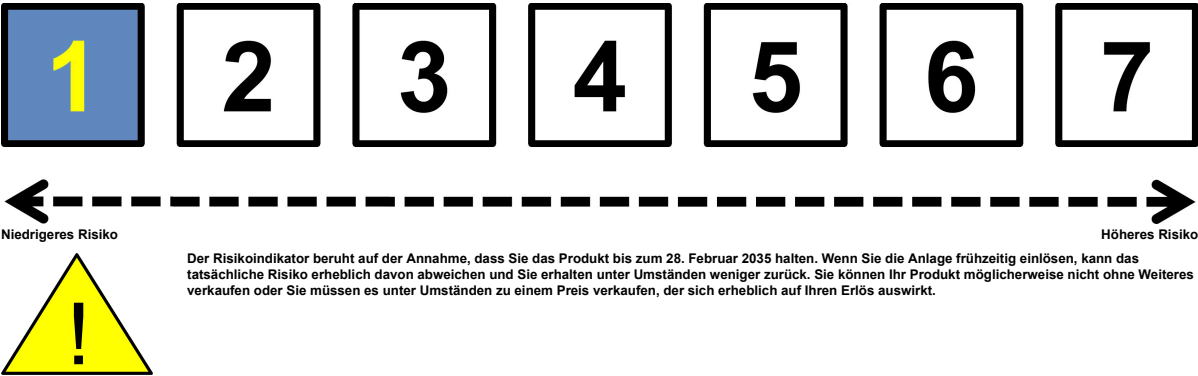 1 2 3 4 5 6 7
Niedrigeres Risiko Höheres Risiko
Der Risikoindikator beruht auf der Annahme, dass Sie das Produkt bis zum 28. Februar 2035 halten. Wenn Sie die Anlage frühzeitig einlösen, kann das
tatsächliche Risiko erheblich davon abweichen und Sie erhalten unter Umständen weniger zurück. Sie können Ihr Produkt möglicherweise nicht ohne Weiteres
verkaufen oder Sie müssen es unter Umständen zu einem Preis verkaufen, der sich erheblich auf Ihren Erlös auswirkt.
!